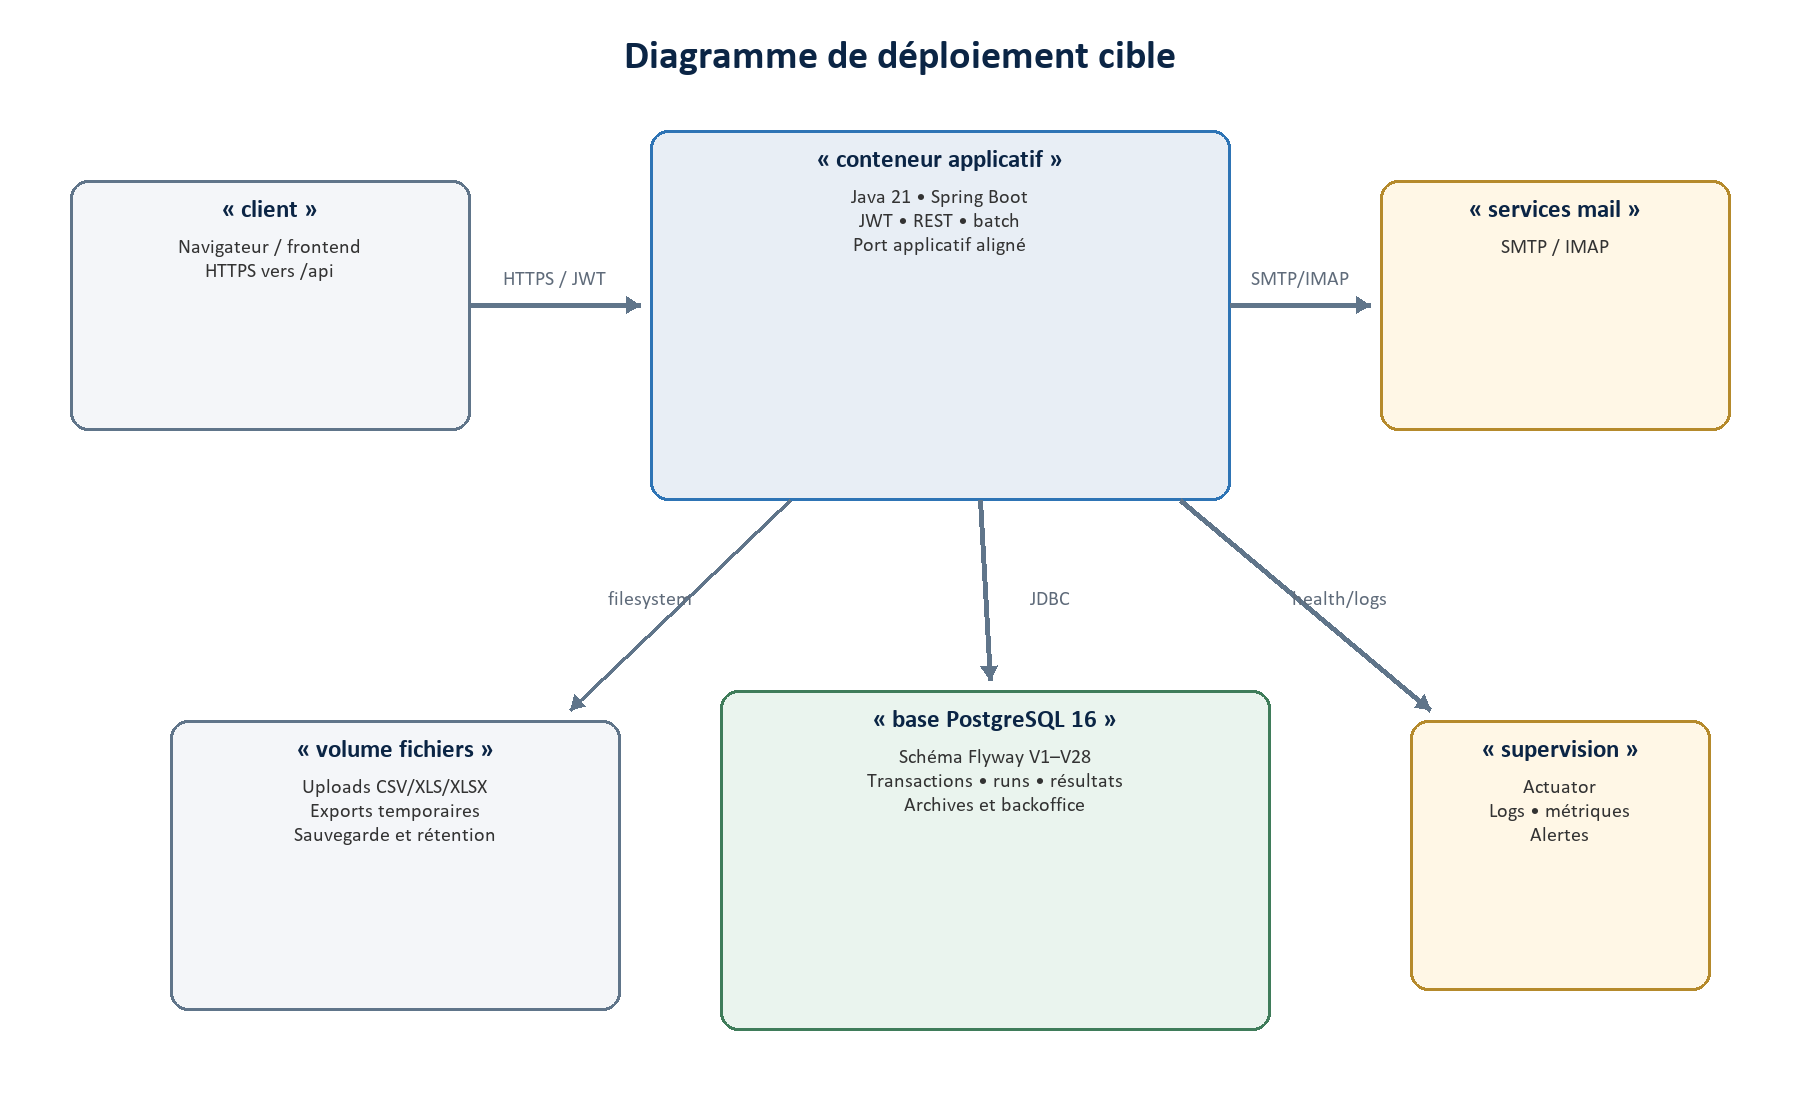 Diagramme de déploiement cible
« client »
Navigateur / frontend
HTTPS vers /api
HTTPS / JWT
« conteneur applicatif »
Java 21 • Spring Boot
JWT • REST • batch
Port applicatif aligné
SMTP/IMAP
« services mail »
SMTP / IMAP
filesystem
JDBC
health/logs
« volume fichiers »
Uploads CSV/XLS/XLSX
Exports temporaires
Sauvegarde et rétention
« base PostgreSQL 16 »
Schéma Flyway V1–V28
Transactions • runs • résultats
Archives et backoffice
« supervision »
Actuator
Logs • métriques
Alertes